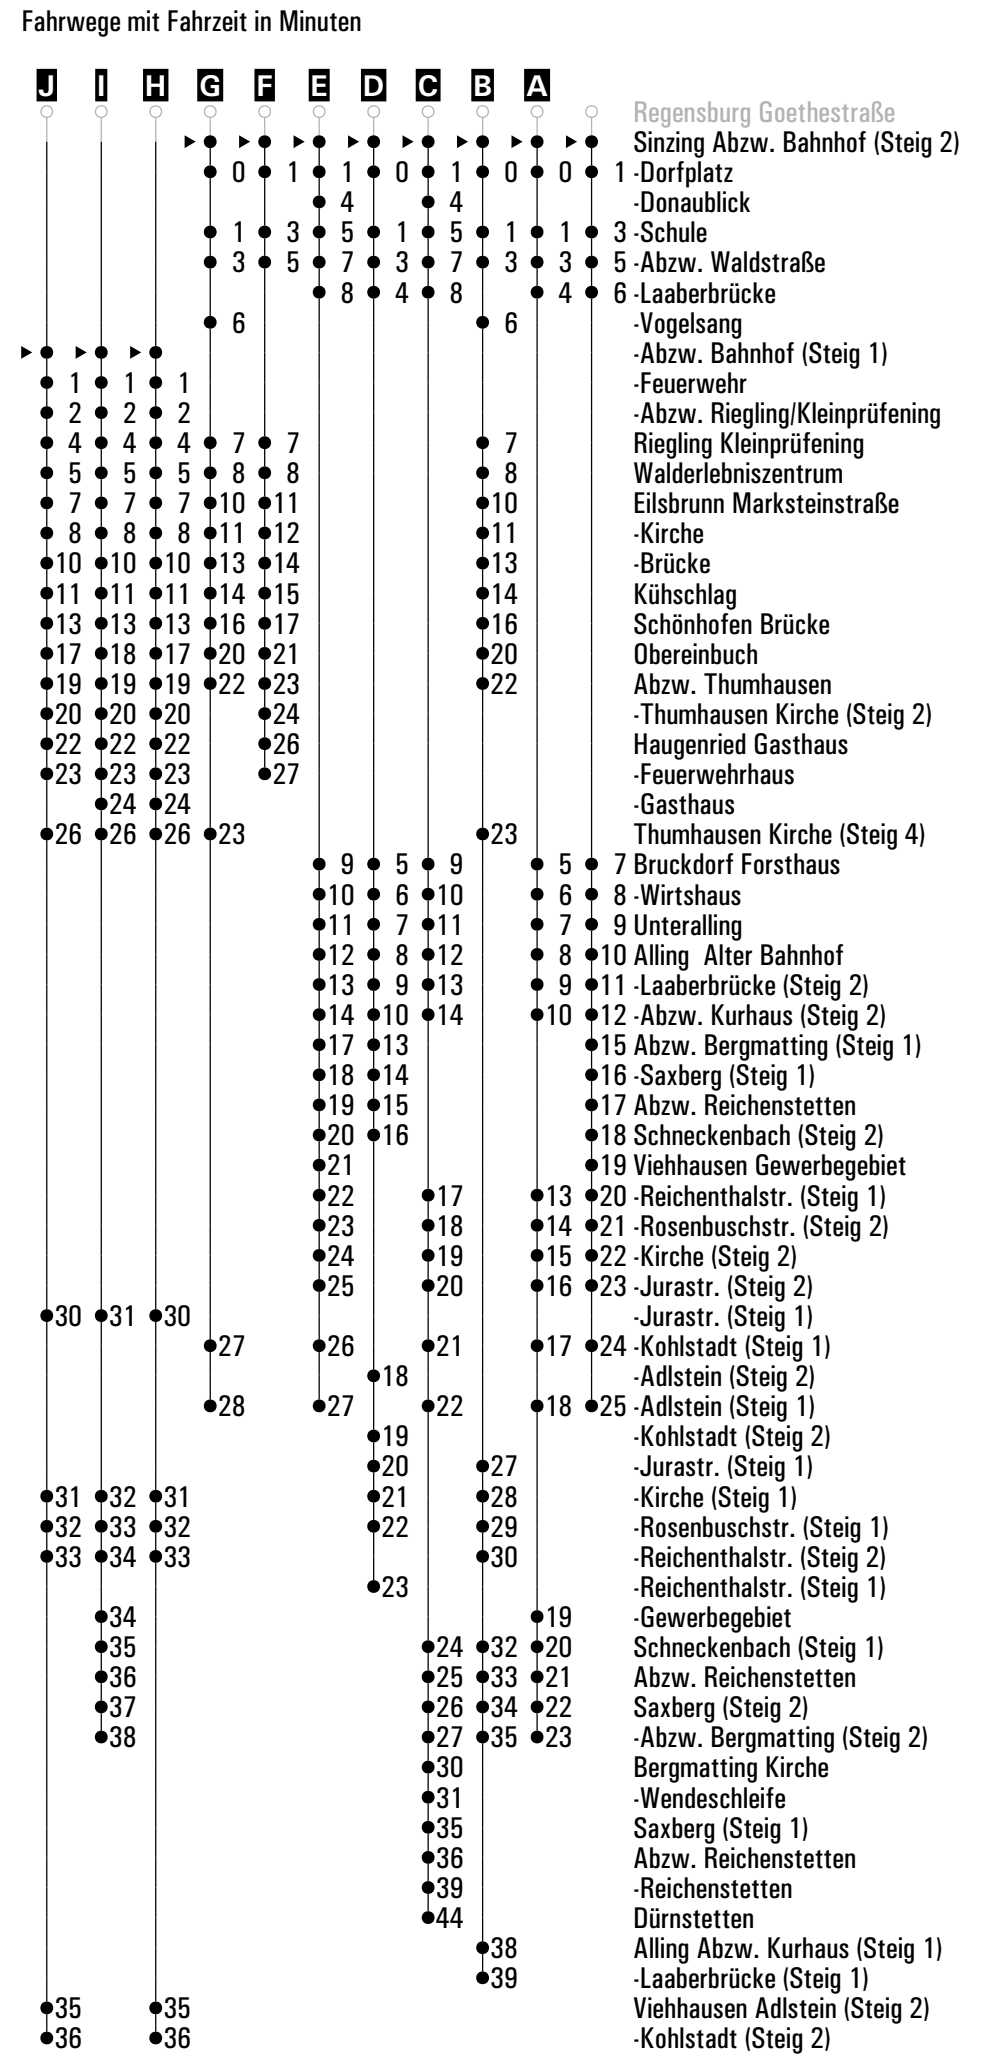 Fahrwege mit Fahrzeit in Minuten
J I H G F E D C B A
Regensburg Goethestraße
Sinzing Abzw. Bahnhof (Steig 2)
0 1 1 0 1 0 0 1 -Dorfplatz
4 4 -Donaublick
1 3 5 1 5 1 1 3 -Schule
3 5 7 3 7 3 3 5 -Abzw. Waldstraße
8 4 8 4 6 -Laaberbrücke
6 6 -Vogelsang
-Abzw. Bahnhof (Steig 1)
1 1 1 -Feuerwehr
2 2 2 -Abzw. Riegling/Kleinprüfening
4 4 4 7 7 7 Riegling Kleinprüfening
5 5 5 8 8 8 Walderlebniszentrum
7 7 7 10 11 10 Eilsbrunn Marksteinstraße
8 8 8 11 12 11 -Kirche
10 10 10 13 14 13 -Brücke
11 11 11 14 15 14 Kühschlag
13 13 13 16 17 16 Schönhofen Brücke
17 18 17 20 21 20 Obereinbuch
19 19 19 22 23 22 Abzw. Thumhausen
20 20 20 24 -Thumhausen Kirche (Steig 2)
22 22 22 26 Haugenried Gasthaus
23 23 23 27 -Feuerwehrhaus
24 24 -Gasthaus
26 26 26 23 23 Thumhausen Kirche (Steig 4)
9 5 9 5 7 Bruckdorf Forsthaus
10 6 10 6 8 -Wirtshaus
11 7 11 7 9 Unteralling
12 8 12 8 10 Alling Alter Bahnhof
13 9 13 9 11 -Laaberbrücke (Steig 2)
14 10 14 10 12 -Abzw. Kurhaus (Steig 2)
17 13 15 Abzw. Bergmatting (Steig 1)
18 14 16 -Saxberg (Steig 1)
19 15 17 Abzw. Reichenstetten
20 16 18 Schneckenbach (Steig 2)
21 19 Viehhausen Gewerbegebiet
22 17 13 20 -Reichenthalstr. (Steig 1)
23 18 14 21 -Rosenbuschstr. (Steig 2)
24 19 15 22 -Kirche (Steig 2)
25 20 16 23 -Jurastr. (Steig 2)
30 31 30 -Jurastr. (Steig 1)
27 26 21 17 24 -Kohlstadt (Steig 1)
18 -Adlstein (Steig 2)
28 27 22 18 25 -Adlstein (Steig 1)
19 -Kohlstadt (Steig 2)
20 27 -Jurastr. (Steig 1)
31 32 31 21 28 -Kirche (Steig 1)
32 33 32 22 29 -Rosenbuschstr. (Steig 1)
33 34 33 30 -Reichenthalstr. (Steig 2)
23 -Reichenthalstr. (Steig 1)
34 19 -Gewerbegebiet
35 24 32 20 Schneckenbach (Steig 1)
36 25 33 21 Abzw. Reichenstetten
37 26 34 22 Saxberg (Steig 2)
38 27 35 23 -Abzw. Bergmatting (Steig 2)
30 Bergmatting Kirche
31 -Wendeschleife
35 Saxberg (Steig 1)
36 Abzw. Reichenstetten
39 -Reichenstetten
44 Dürnstetten
38 Alling Abzw. Kurhaus (Steig 1)
39 -Laaberbrücke (Steig 1)
35 35 Viehhausen Adlstein (Steig 2)
36 36 -Kohlstadt (Steig 2)